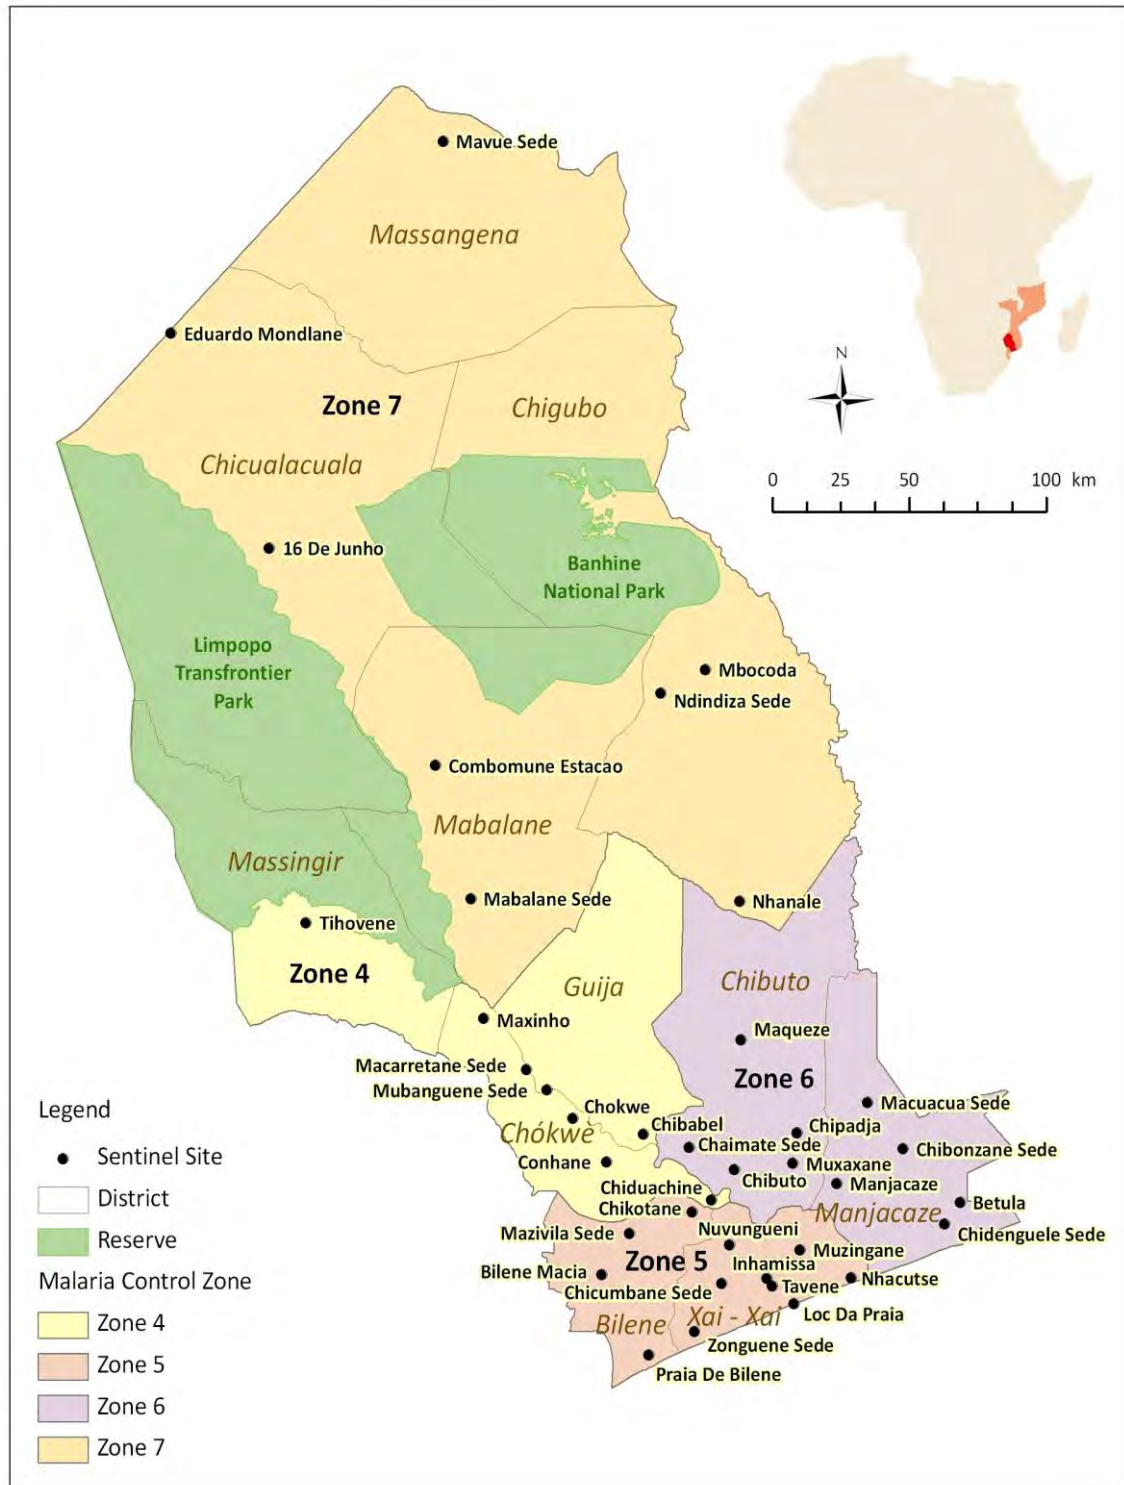 Mavue Sede
Massangena
Eduardo Mondlane
N
Zone 7
Chigubo
Chicualacuala
0 25 50 100 km
16 De Junho
Banhine
National Park
Limpopo
Transfrontier
Park
Mbocoda
Ndindiza Sede
Combomune Estacao
Mabalane
Massingir
Mabalane Sede
Nhanale
Tihovene
Zone 4
Guija
Chibuto
Maxinho
Maqueze
Macarretane Sede
Zone 6
Mubanguene Sede
Macuacua Sede
Chokwe
Chibabel
Chipadja
Chókwè
Chaimate Sede
Chibonzane Sede
Conhane
Muxaxane
Chibuto
Manjacaze
Chiduachine
Betula
Chikotane
Manjacaze
Nuvungueni
Chidenguele Sede
Mazivila Sede
Muzingane
Zone 5
Inhamissa
Bilene Macia
Nhacutse
Chicumbane Sede
Tavene
Loc Da Praia
Bilene
Xai - Xai
Zonguene Sede
Praia De Bilene
Legend
Sentinel Site
District
Reserve
Malaria Control Zone
Zone 4
Zone 5
Zone 6
Zone 7